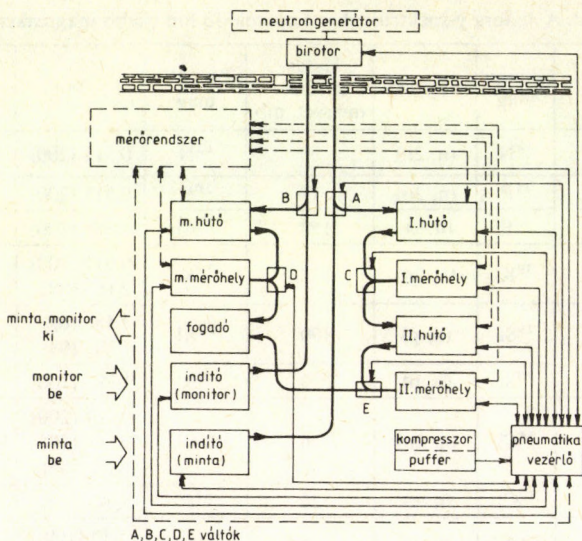 neutrongenerátor
birotor
mérőrendszer
B
A
m. hűtő
I. hűtő
m. mérőhely
D
C
I. mérőhely
minta, monitor
ki
fogadó
II. hűtő
monitor
be
indító
(monitor)
E
II. mérőhely
minta
be
indító
(minta)
kompresszor
puffer
pneumatika
vezérlő
A,B,C,D,E váltók